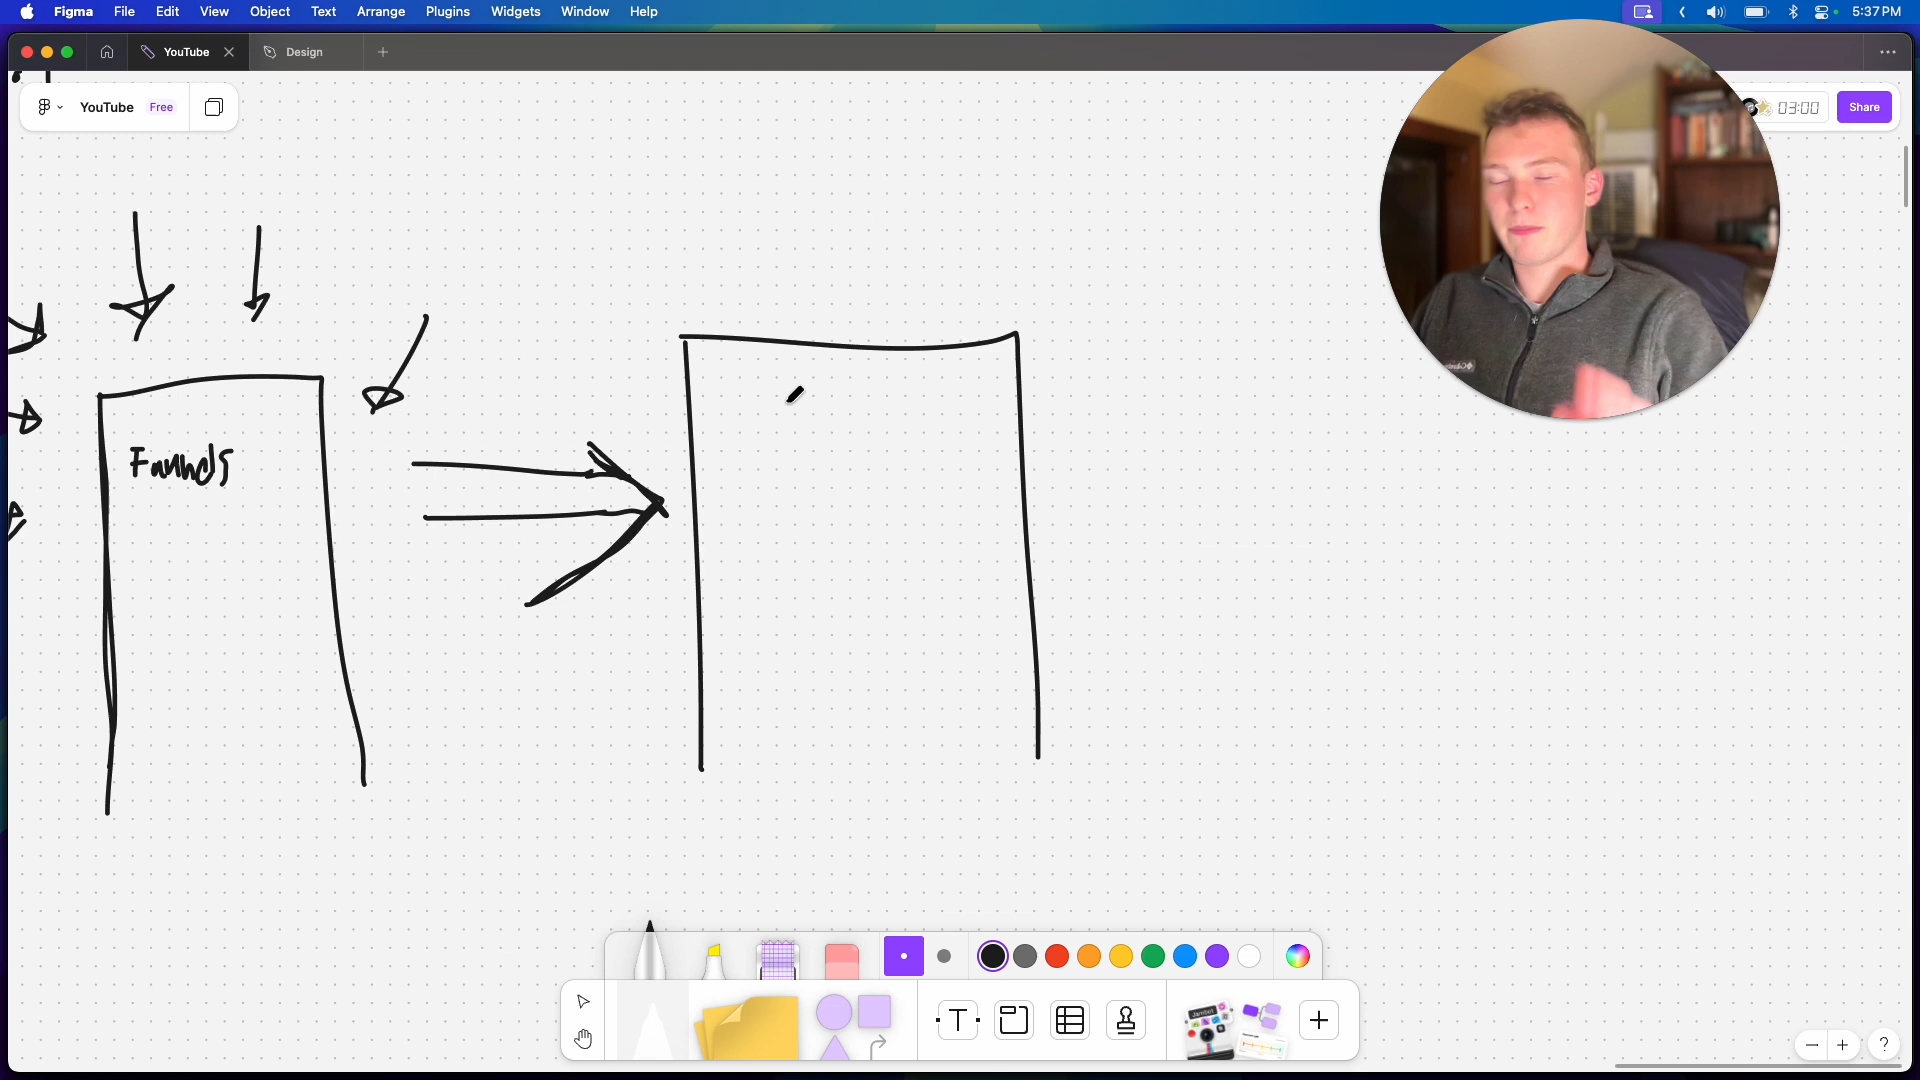 Figma File Edit View Object Text Arrange Plugins Widgets Window Help 5:37 PM
YouTube Design
YouTube Free 03:00 Share
Funnels
Jambot
T
?